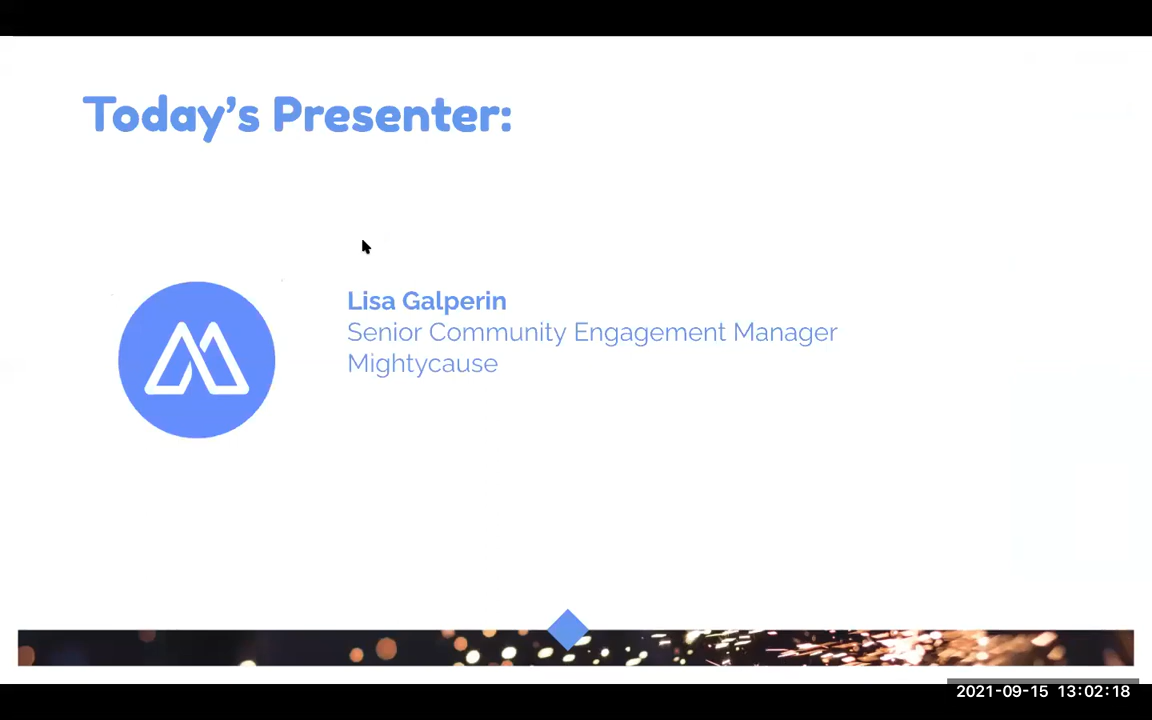 Today's Presenter:
Lisa Galperin
Senior Community Engagement Manager
Mightycause
2021-09-15 13:02:18